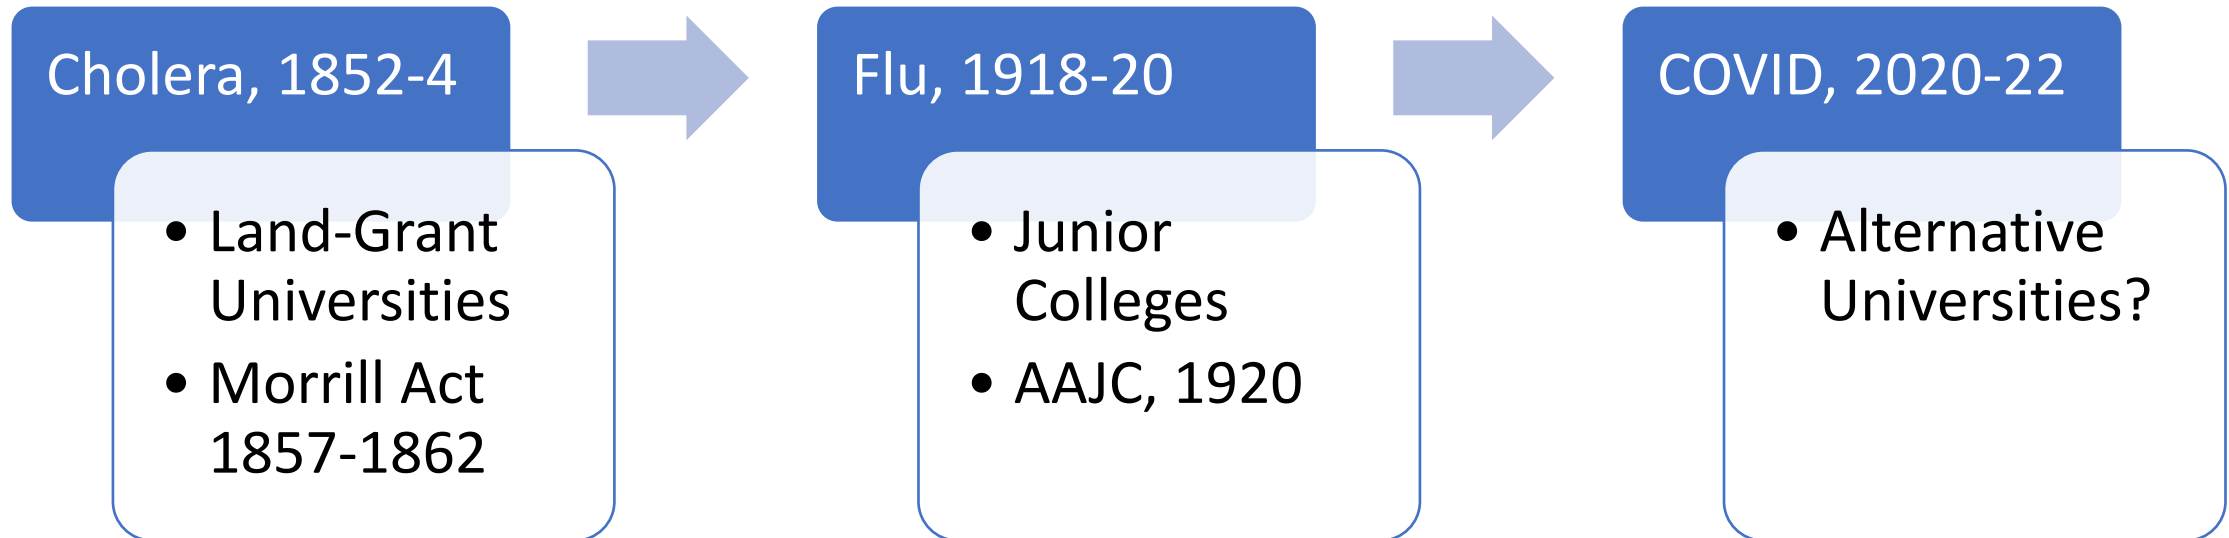 Cholera, 1852-4
• Land-Grant
Universities
• Morrill Act
1857-1862
Flu, 1918-20
• Junior
Colleges
• AAJC, 1920
COVID, 2020-22
• Alternative
Universities?